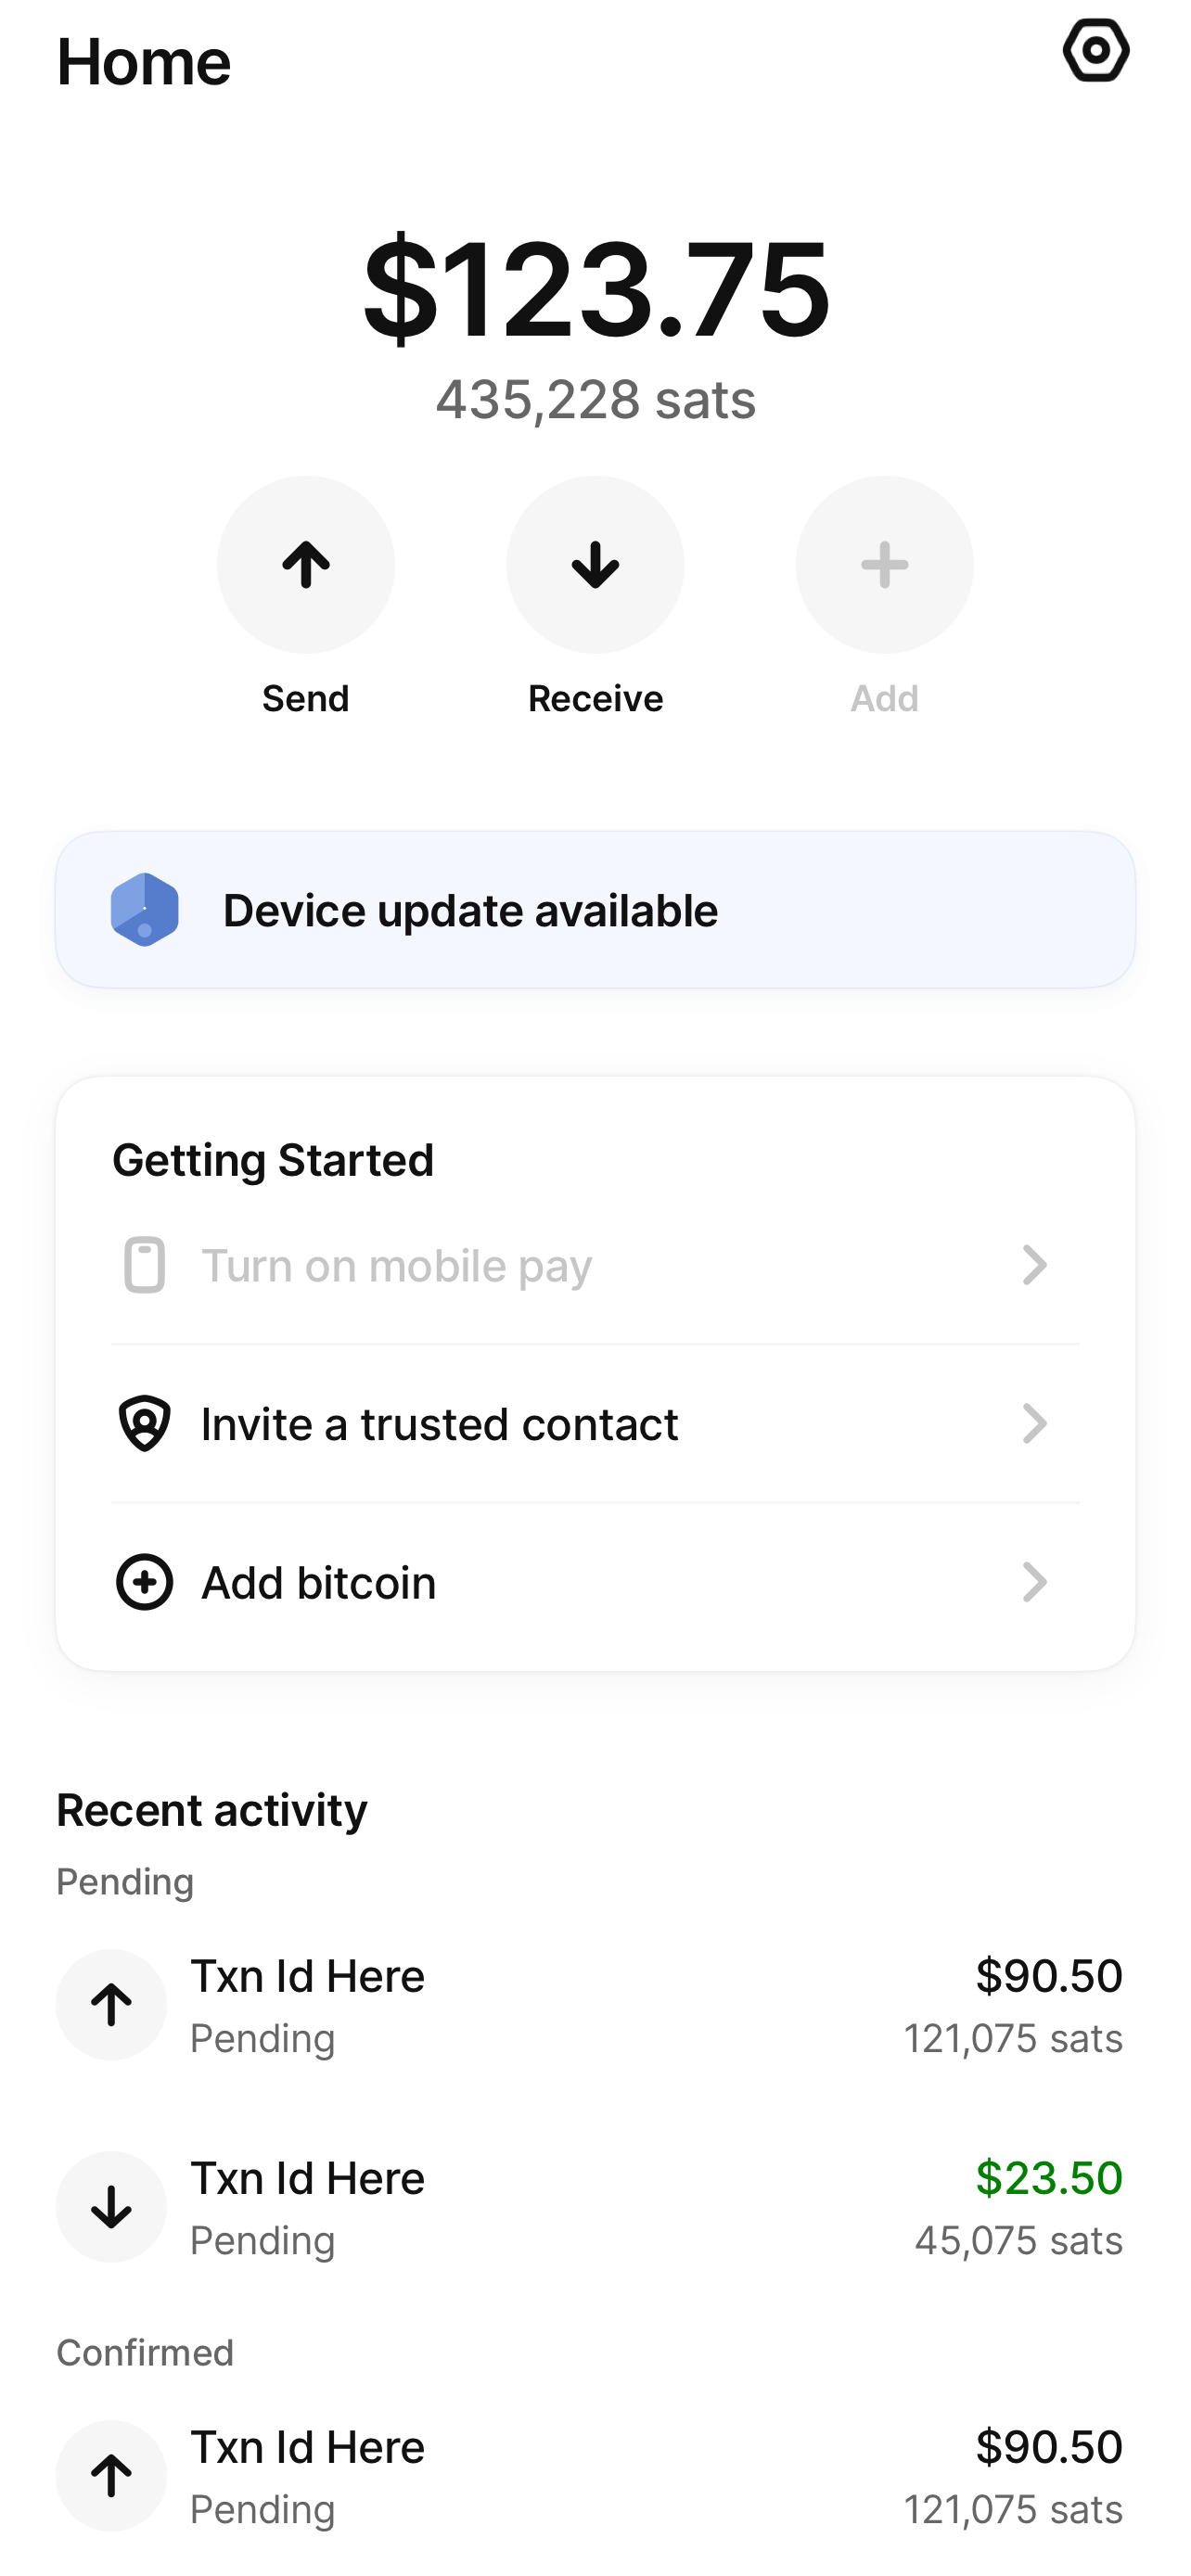 Home
$123.75
435,228 sats
Send
Receive
Add
Device update available
Getting Started
Turn on mobile pay
Invite a trusted contact
Add bitcoin
Recent activity
Pending
Txn Id Here
$90.50
Pending
121,075 sats
Txn Id Here
$23.50
Pending
45,075 sats
Confirmed
Txn Id Here
$90.50
Pending
121,075 sats